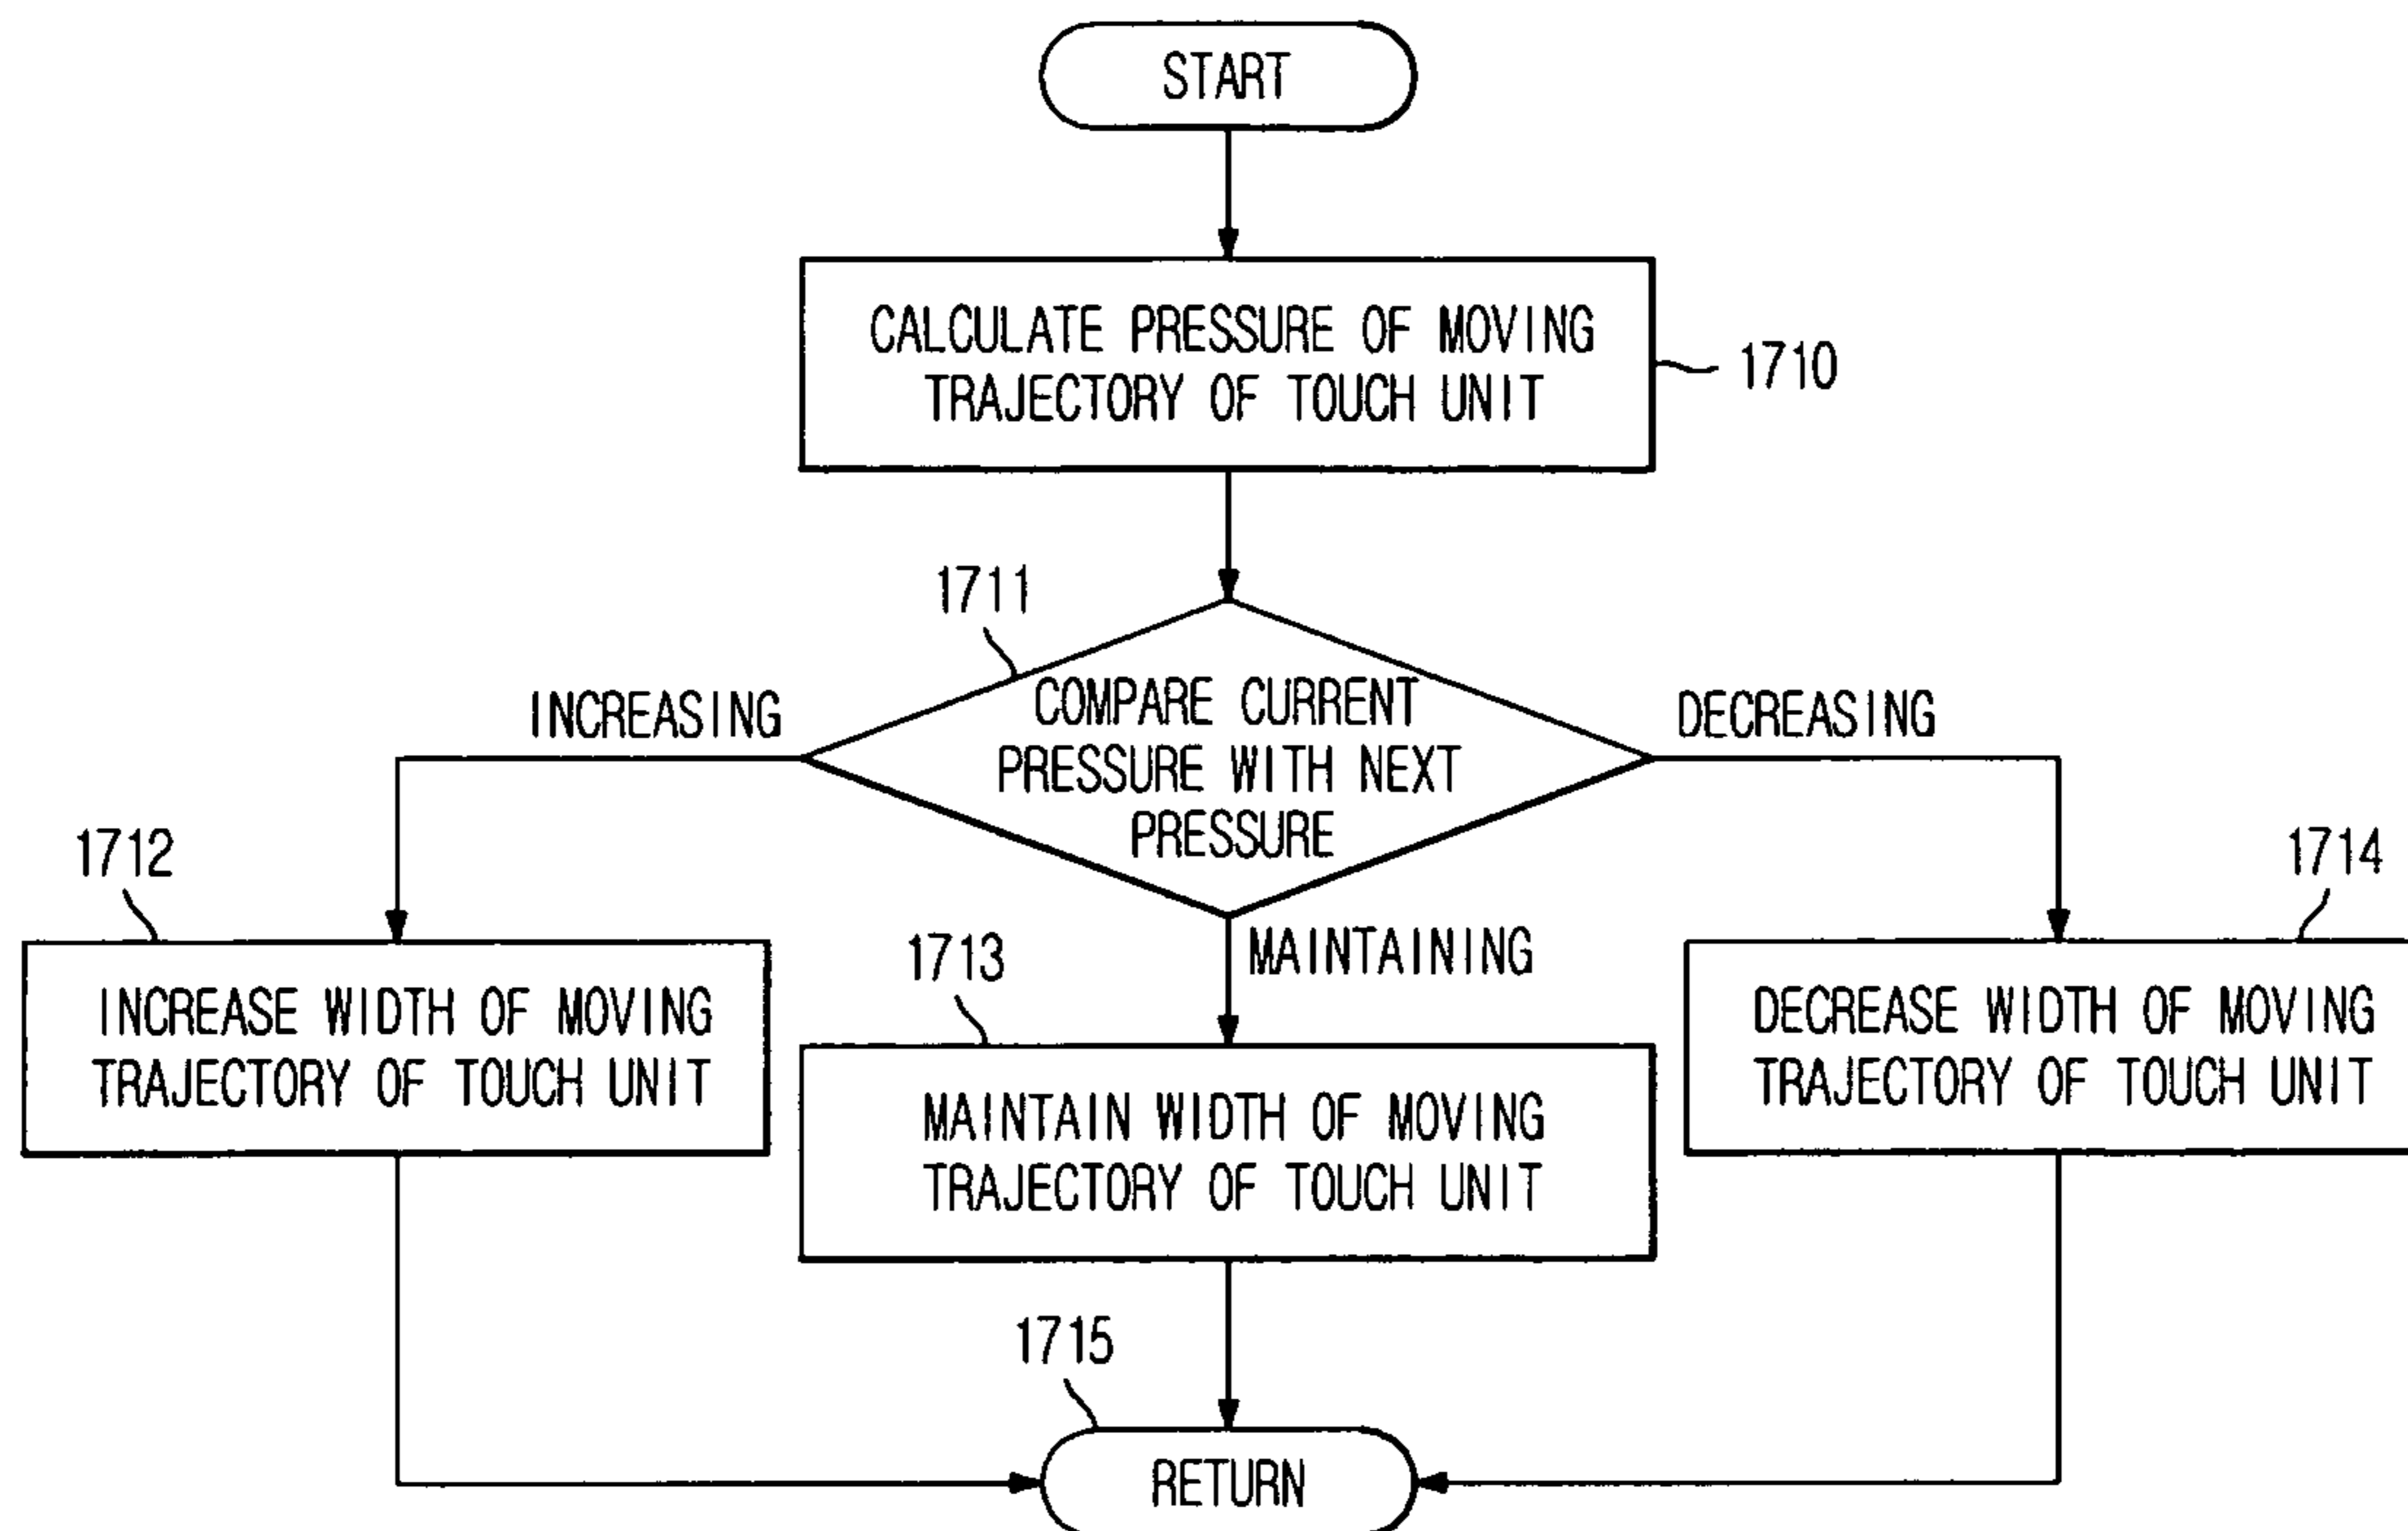 START
CALCULATE PRESSURE OF MOVING
TRAJECTORY OF TOUCH UNIT
1710
1711
COMPARE CURRENT
PRESSURE WITH NEXT
PRESSURE
INCREASING
DECREASING
MAINTAINING
1712
INCREASE WIDTH OF MOVING
TRAJECTORY OF TOUCH UNIT
1713
MAINTAIN WIDTH OF MOVING
TRAJECTORY OF TOUCH UNIT
1714
DECREASE WIDTH OF MOVING
TRAJECTORY OF TOUCH UNIT
1715
RETURN